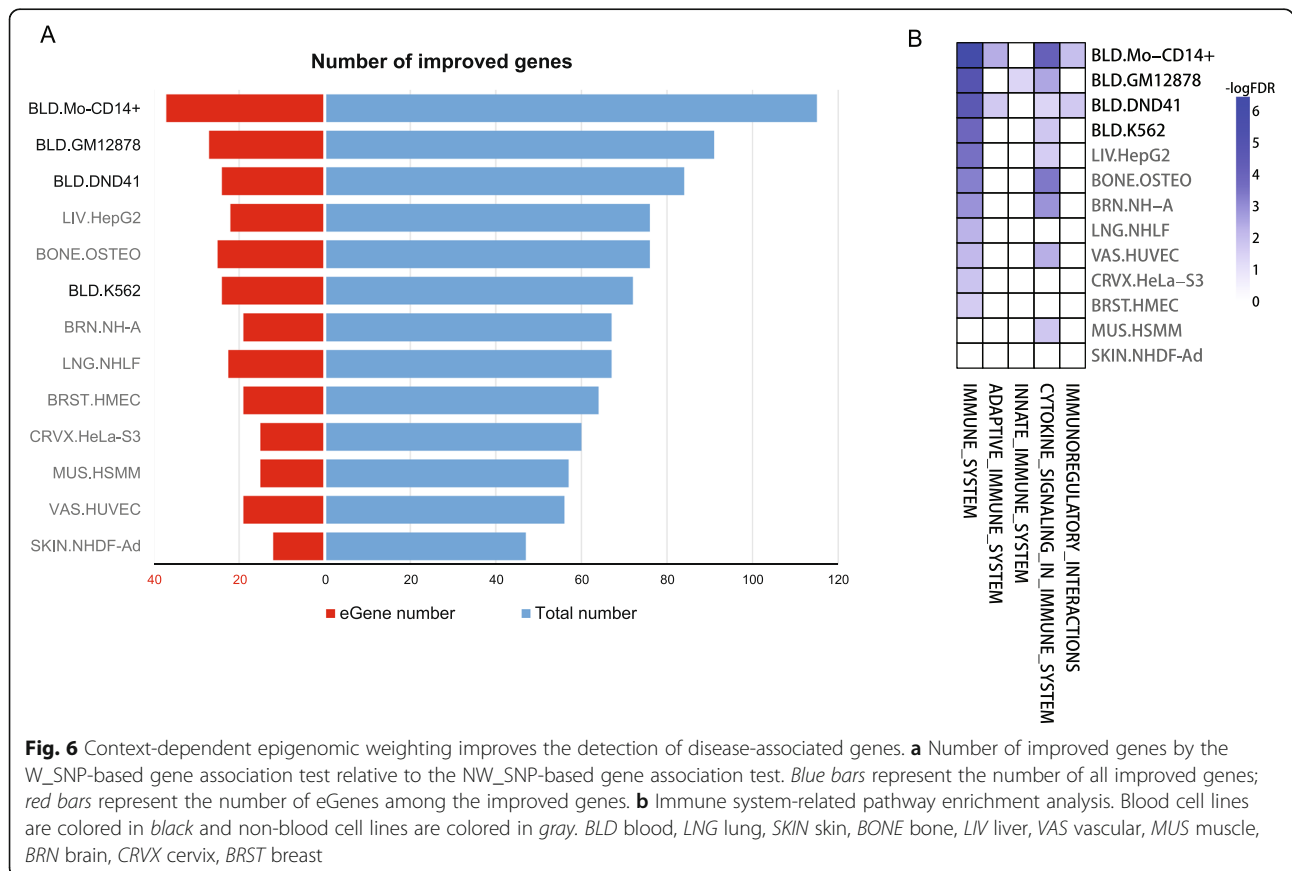 A
Number of improved genes
BLD.Mo-CD14+
BLD.GM12878
BLD.DND41
LIV.HepG2
BONE.OSTEO
BLD.K562
BRN.NH-A
LNG.NHLF
BRST.HMEC
CRVX.HeLa-S3
MUS.HSMM
VAS.HUVEC
SKIN.NHDF-Ad
40 20 0 20 40 60 80 100 120
eGene number Total number
B
BLD.Mo–CD14+
BLD.GM12878
BLD.DND41
BLD.K562
LIV.HepG2
BONE.OSTEO
BRN.NH–A
LNG.NHLF
VAS.HUVEC
CRVX.HeLa–S3
BRST.HMEC
MUS.HSMM
SKIN.NHDF-Ad
-logFDR
6
5
4
3
2
1
0
IMMUNE_SYSTEM
ADAPTIVE_IMMUNE_SYSTEM
INNATE_IMMUNE_SYSTEM
CYTOKINE_SIGNALING_IN_IMMUNE_SYSTEM
IMMUNOREGULATORY_INTERACTIONS
Fig. 6 Context-dependent epigenomic weighting improves the detection of disease-associated genes. a Number of improved genes by the
W_SNP-based gene association test relative to the NW_SNP-based gene association test. Blue bars represent the number of all improved genes;
red bars represent the number of eGenes among the improved genes. b Immune system-related pathway enrichment analysis. Blood cell lines
are colored in black and non-blood cell lines are colored in gray. BLD blood, LNG lung, SKIN skin, BONE bone, LIV liver, VAS vascular, MUS muscle,
BRN brain, CRVX cervix, BRST breast